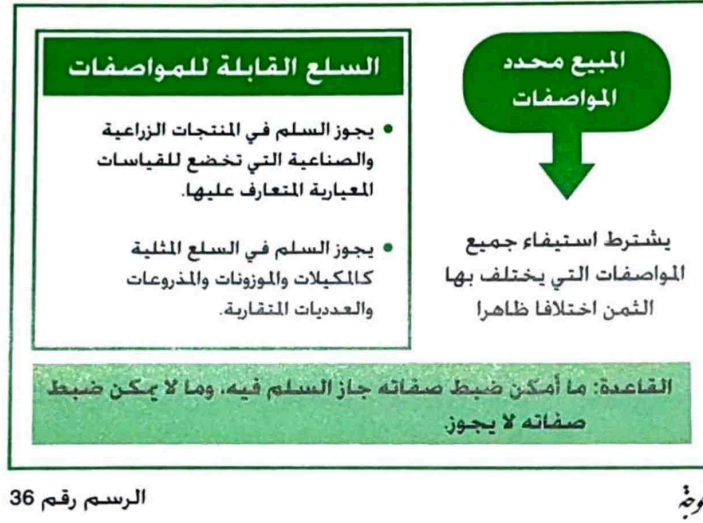 المبيع محدد
المواصفات
يشترط استيفاء جميع
المواصفات التي يختلف بها
الثمن اختلافا ظاهرا
السلع القابلة للمواصفات
• يجوز السلم في المنتجات الزراعية
والصناعية التي تخضع للقياسات
المعيارية المتعارف عليها.
• يجوز السلم في السلع المثلية
كالمكيلات والموزونات والمذروعات
والعدديات المتقاربة.
القاعدة: ما أمكن ضبط صفاته جاز السلم فيه، وما لا يمكن ضبط
صفاته لا يجوز.
الرسم رقم 36